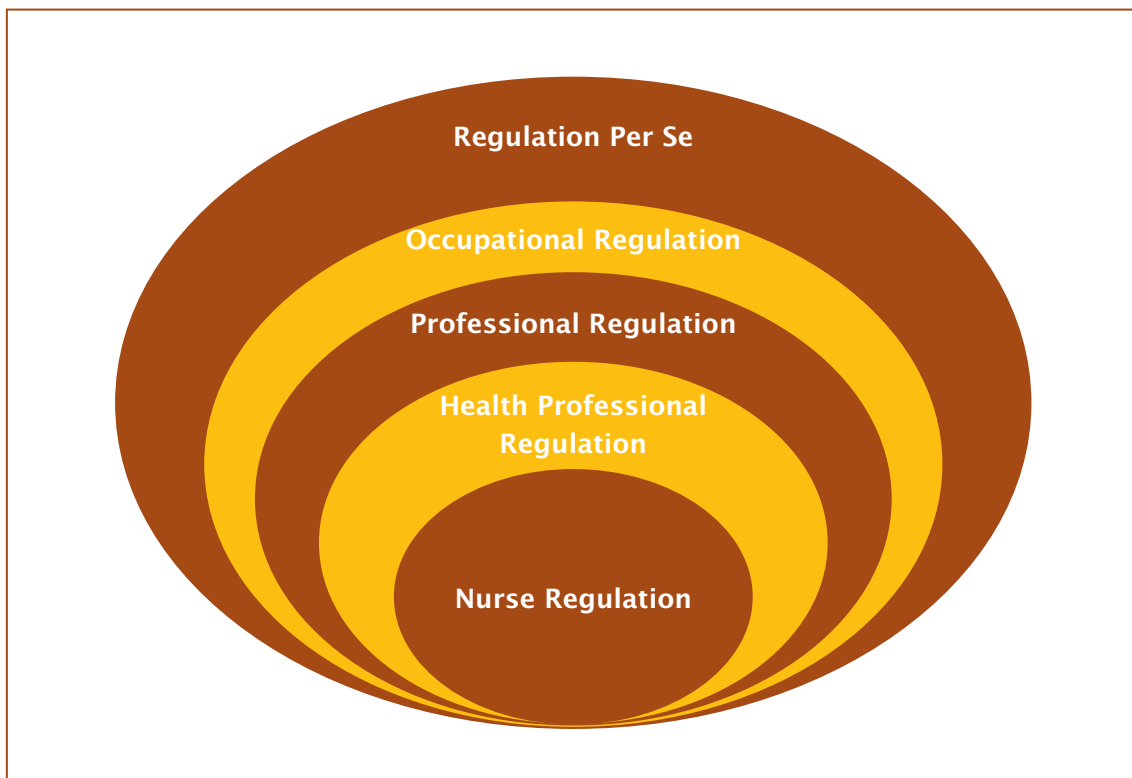 Regulation Per Se
Occupational Regulation
Professional Regulation
Health Professional
Regulation
Nurse Regulation